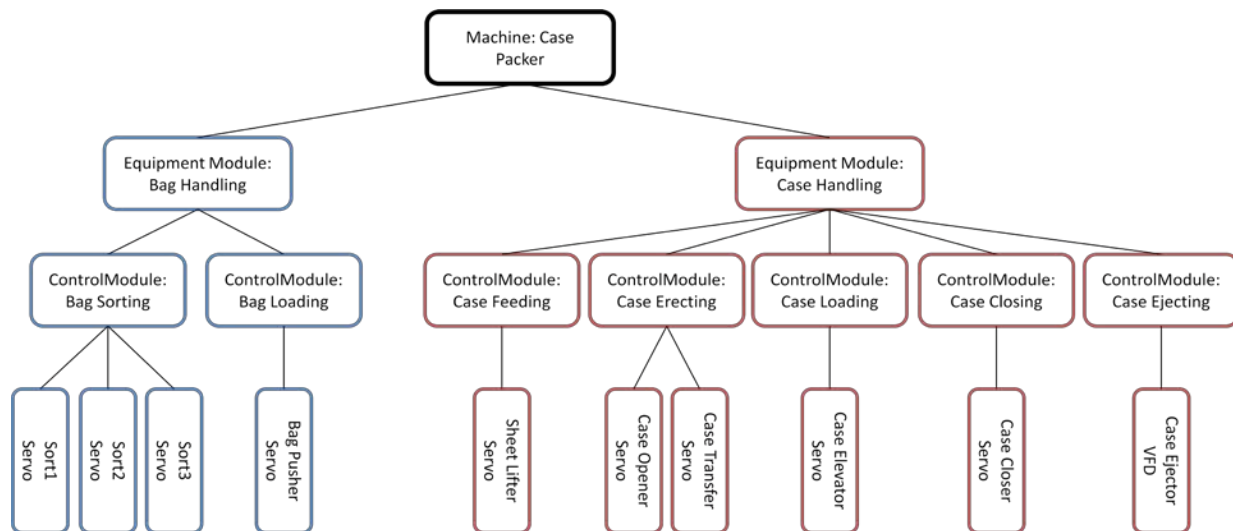 Machine: Case
Packer
Equipment Module:
Bag Handling
Equipment Module:
Case Handling
ControlModule:
Bag Sorting
ControlModule:
Bag Loading
ControlModule:
Case Feeding
ControlModule:
Case Erecting
ControlModule:
Case Loading
ControlModule:
Case Closing
ControlModule:
Case Ejecting
Sort1
Servo
Sort2
Servo
Sort3
Servo
Bag Pusher
Servo
Sheet Lifter
Servo
Case Opener
Servo
Case Transfer
Servo
Case Elevator
Servo
Case Closer
Servo
Case Ejector
VFD